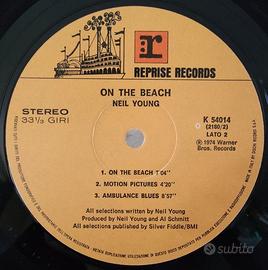 r
REPRISE RECORDS
ON THE BEACH
NEIL YOUNG
STEREO
33⅓ GIRI
K 54014
(2180/2)
LATO 2
℗ 1974 Warner
Bros. Records
1. ON THE BEACH 7'04"
2. MOTION PICTURES 4'20"
3. AMBULANCE BLUES 8'57"
All selections written by Neil Young
Produced by Neil Young and Al Schmitt
All selections published by Silver Fiddle/BMI
subito